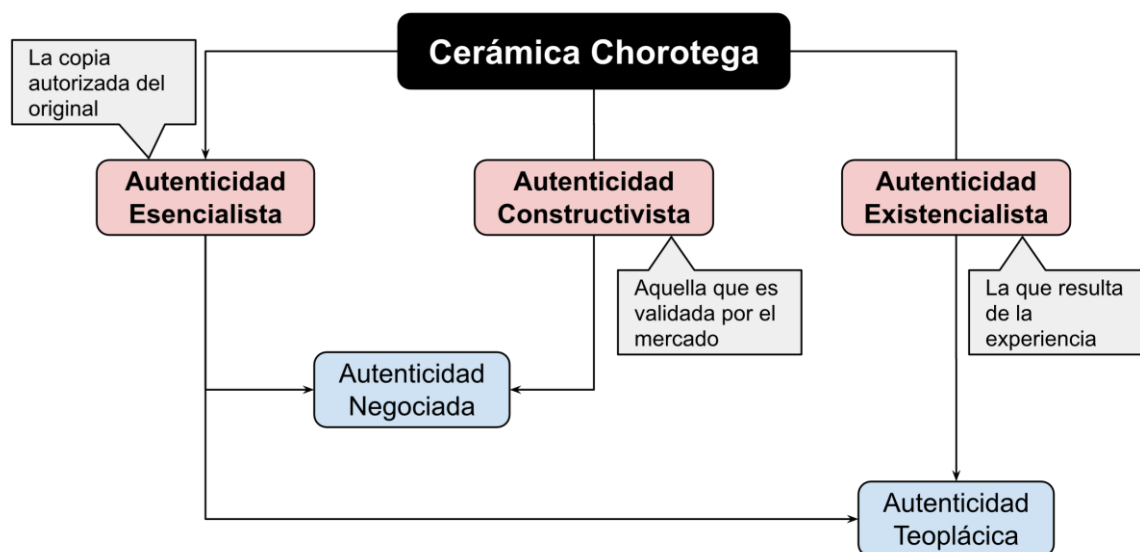 Cerámica Chorotega
La copia
autorizada del
original
Autenticidad
Esencialista
Autenticidad
Constructivista
Autenticidad
Existencialista
Aquella que es
validada por el
mercado
La que resulta
de la
experiencia
Autenticidad
Negociada
Autenticidad
Teoplácica